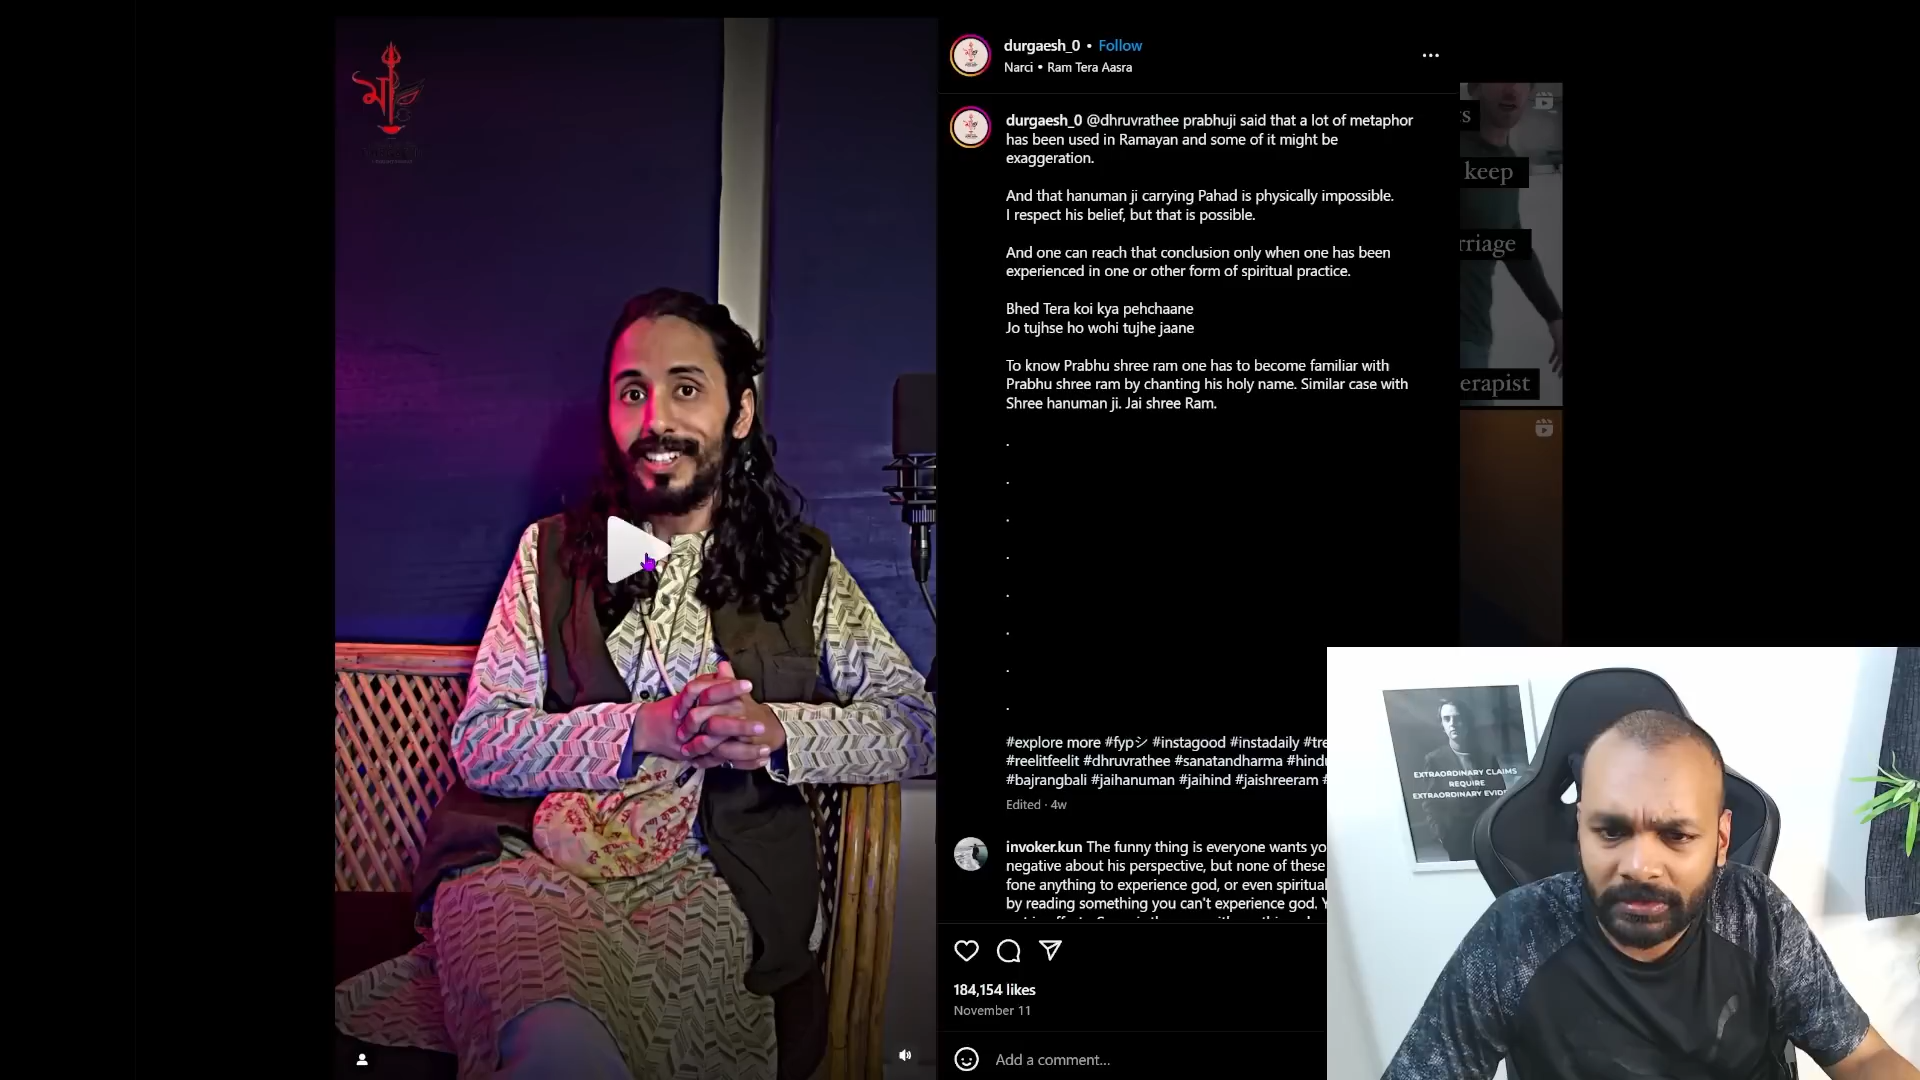 মা
durgaesh_0 • Follow
Narci • Ram Tera Aasra
durgaesh_0 @dhruvrathee prabhuji said that a lot of metaphor
has been used in Ramayan and some of it might be
exaggeration.
And that hanuman ji carrying Pahad is physically impossible.
I respect his belief, but that is possible.
And one can reach that conclusion only when one has been
experienced in one or other form of spiritual practice.
Bhed Tera koi kya pehchaane
Jo tujhse ho wohi tujhe jaane
To know Prabhu shree ram one has to become familiar with
Prabhu shree ram by chanting his holy name. Similar case with
Shree hanuman ji. Jai shree Ram.
.
.
.
.
.
.
.
.
#explore more #fypシ #instagood #instadaily #tre
#reelitfeelit #dhruvrathee #sanatandharma #hindu
#bajrangbali #jaihanuman #jaihind #jaishreeram #
Edited · 4w
invoker.kun The funny thing is everyone wants yo
negative about his perspective, but none of these
fone anything to experience god, or even spiritual
by reading something you can't experience god. Y
184,154 likes
November 11
Add a comment...
rs
keep
rriage
erapist
EXTRAORDINARY CLAIMS
REQUIRE
EXTRAORDINARY EVID